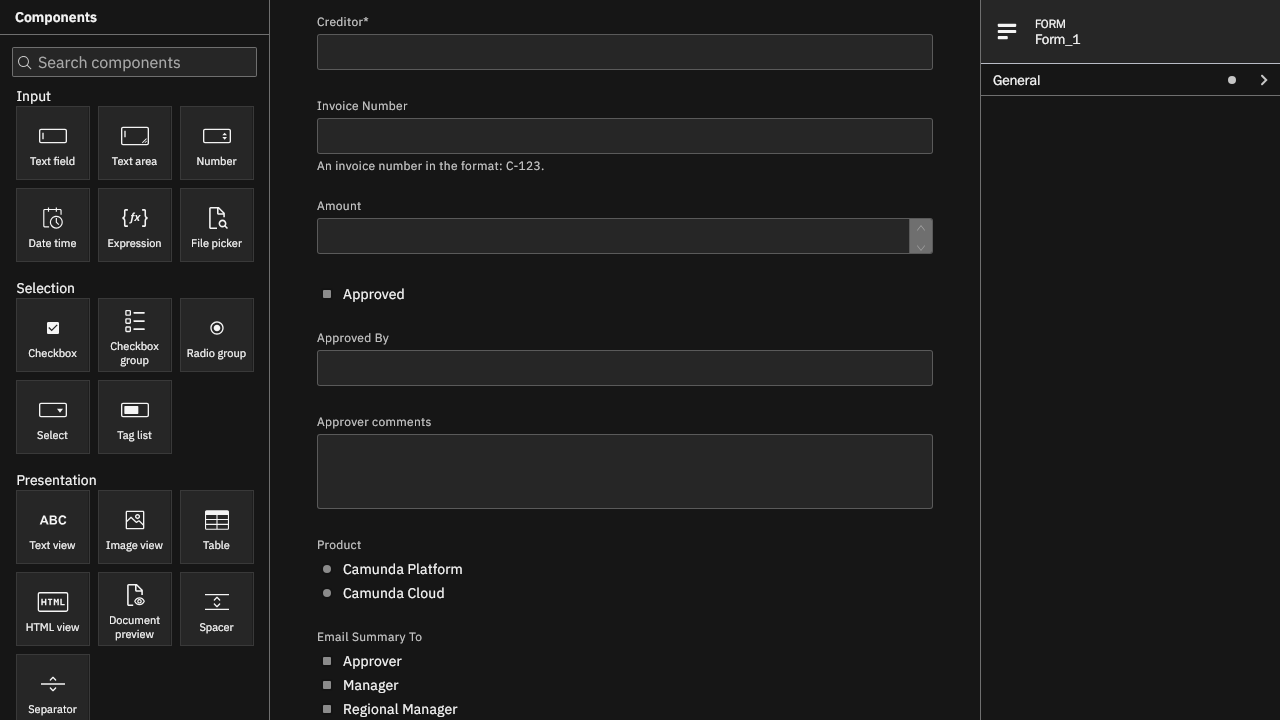 Components
Search components
Input
Text field
Text area
Number
Date time
{fx}
Expression
File picker
Selection
Checkbox
Checkbox
group
Radio group
Select
Tag list
Presentation
ABC
Text view
Image view
Table
HTML
HTML view
Document
preview
Spacer
Separator
Creditor*
Invoice Number
An invoice number in the format: C-123.
Amount
Approved
Approved By
Approver comments
Product
Camunda Platform
Camunda Cloud
Email Summary To
Approver
Manager
Regional Manager
FORM
Form_1
General